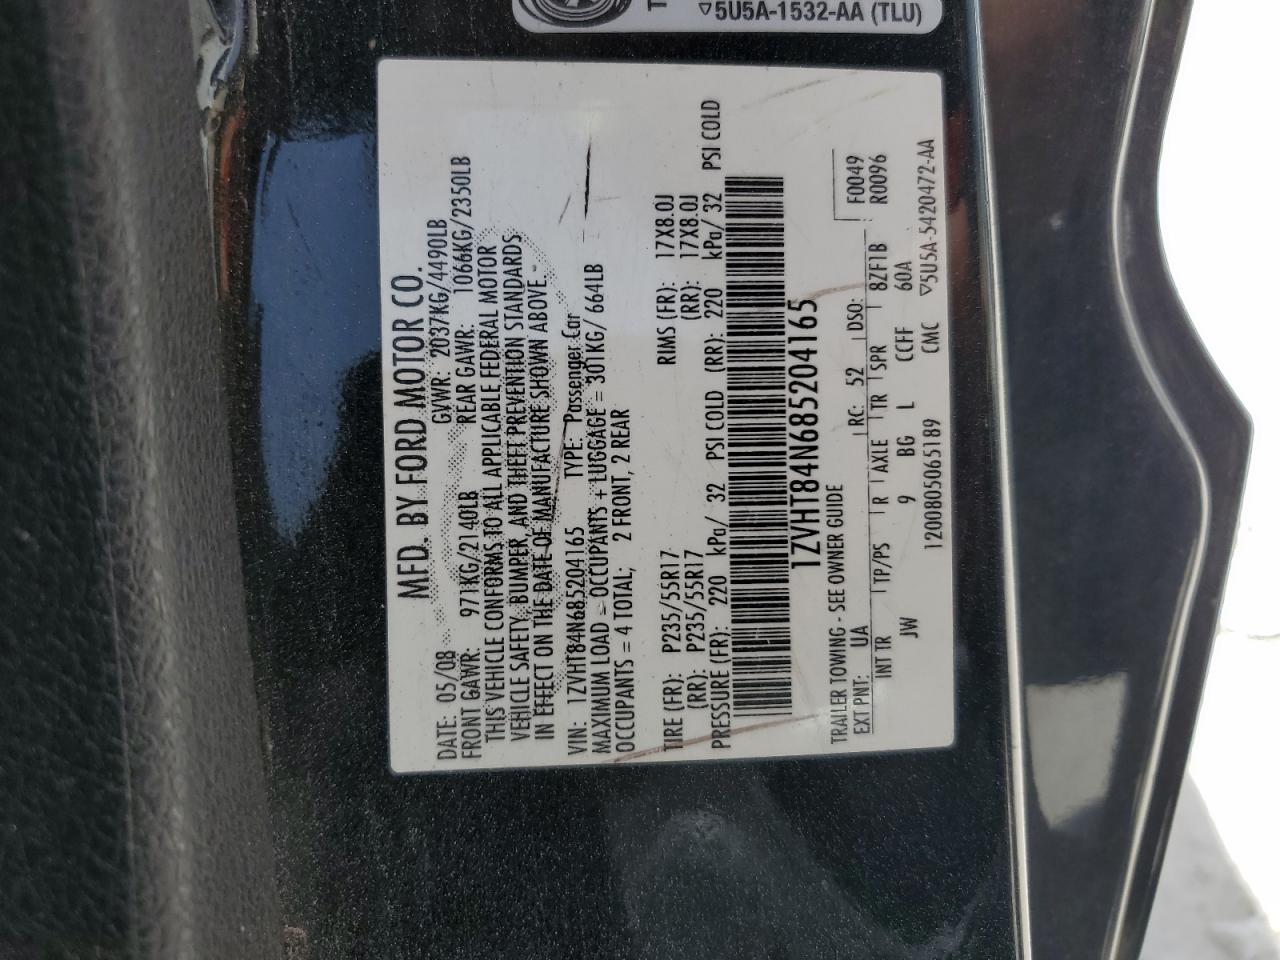 ▽5U5A-1532-AA (TLU)
MFD. BY FORD MOTOR CO.
DATE: 05/08 GVWR: 2037KG/4490LB
FRONT GAWR: 971KG/2140LB REAR GAWR: 1066KG/2350LB
THIS VEHICLE CONFORMS TO ALL APPLICABLE FEDERAL MOTOR
VEHICLE SAFETY, BUMPER, AND THEFT PREVENTION STANDARDS
IN EFFECT ON THE DATE OF MANUFACTURE SHOWN ABOVE.
VIN: 1ZVHT84N685204165 TYPE: Passenger Car
MAXIMUM LOAD = OCCUPANTS + LUGGAGE = 301KG/ 664LB
OCCUPANTS = 4 TOTAL; 2 FRONT, 2 REAR
TIRE (FR): P235/55R17 RIMS (FR): 17X8.0J
(RR): P235/55R17 (RR): 17X8.0J
PRESSURE (FR): 220 kPa/ 32 PSI COLD (RR): 220 kPa/ 32 PSI COLD
1ZVHT84N685204165
TRAILER TOWING - SEE OWNER GUIDE
EXT PNT: UA RC: 52 DSO: F0049
INT TR TP/PS R AXLE TR SPR 8ZF1B R0096
JW 9 BG L CCFF 60A
1200805065189 CMC ▽5U5A-5420472-AA